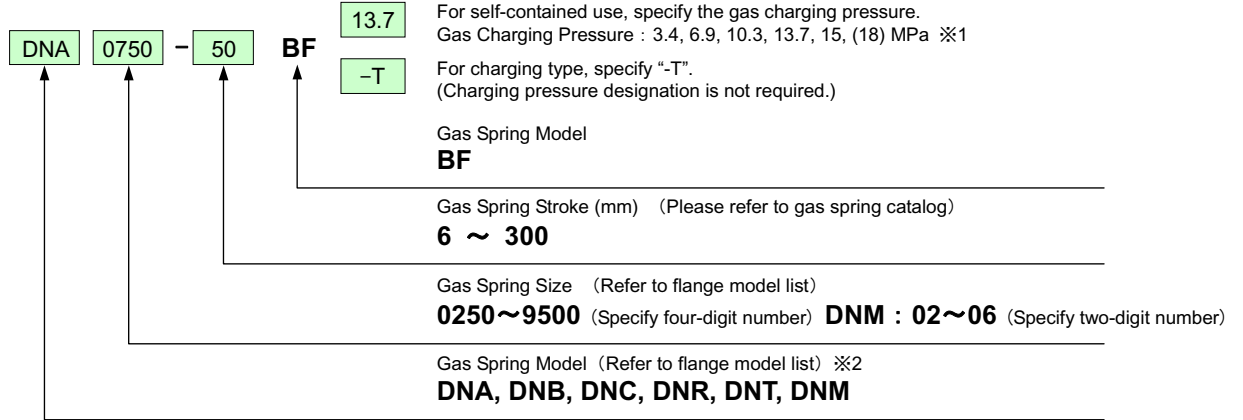 DNA 0750 − 50 BF
13.7 For self-contained use, specify the gas charging pressure.
Gas Charging Pressure : 3.4, 6.9, 10.3, 13.7, 15, (18) MPa ※1
−T For charging type, specify “-T”.
(Charging pressure designation is not required.)
Gas Spring Model
BF
Gas Spring Stroke (mm) （Please refer to gas spring catalog）
6 ～ 300
Gas Spring Size （Refer to flange model list）
0250～9500（Specify four-digit number）DNM : 02～06（Specify two-digit number）
Gas Spring Model（Refer to flange model list）※2
DNA, DNB, DNC, DNR, DNT, DNM